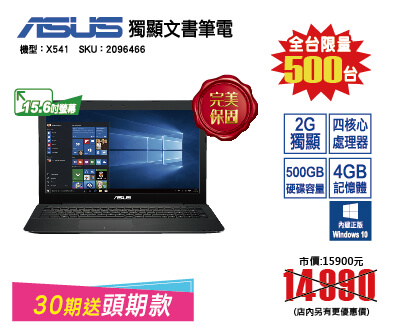 ASUS 獨顯文書筆電
機型：X541 SKU：2096466
全台限量
500台
15.6吋螢幕
完美
保固
2G
獨顯
四核心
處理器
500GB
硬碟容量
4GB
記憶體
內建正版
Windows 10
ASUS
市價:15900元
14890
(店內另有更優惠價)
30期送頭期款